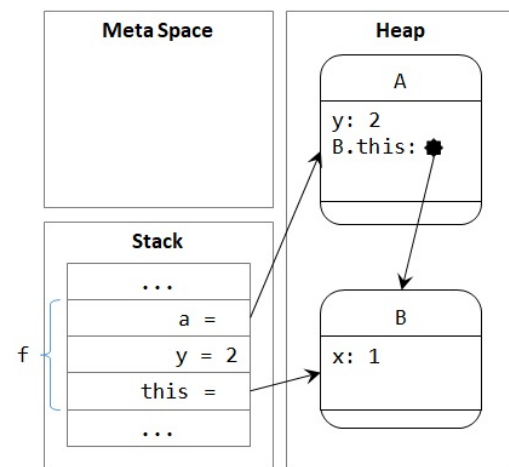 Meta Space
Heap
A
y: 2
B.this:
Stack
...
a =
f
y = 2
this =
...
B
x: 1